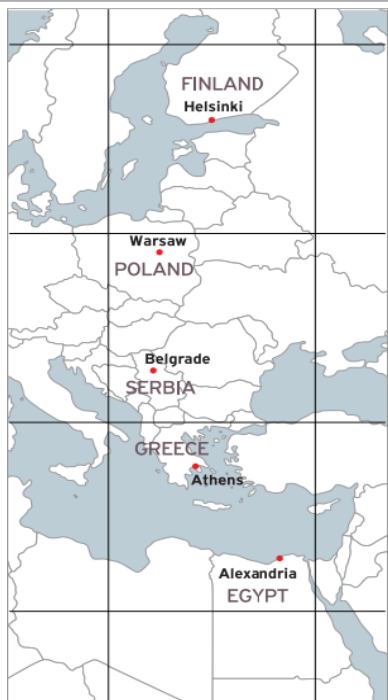 FINLAND
Helsinki
Warsaw
POLAND
Belgrade
SERBIA
GREECE
Athens
Alexandria
EGYPT